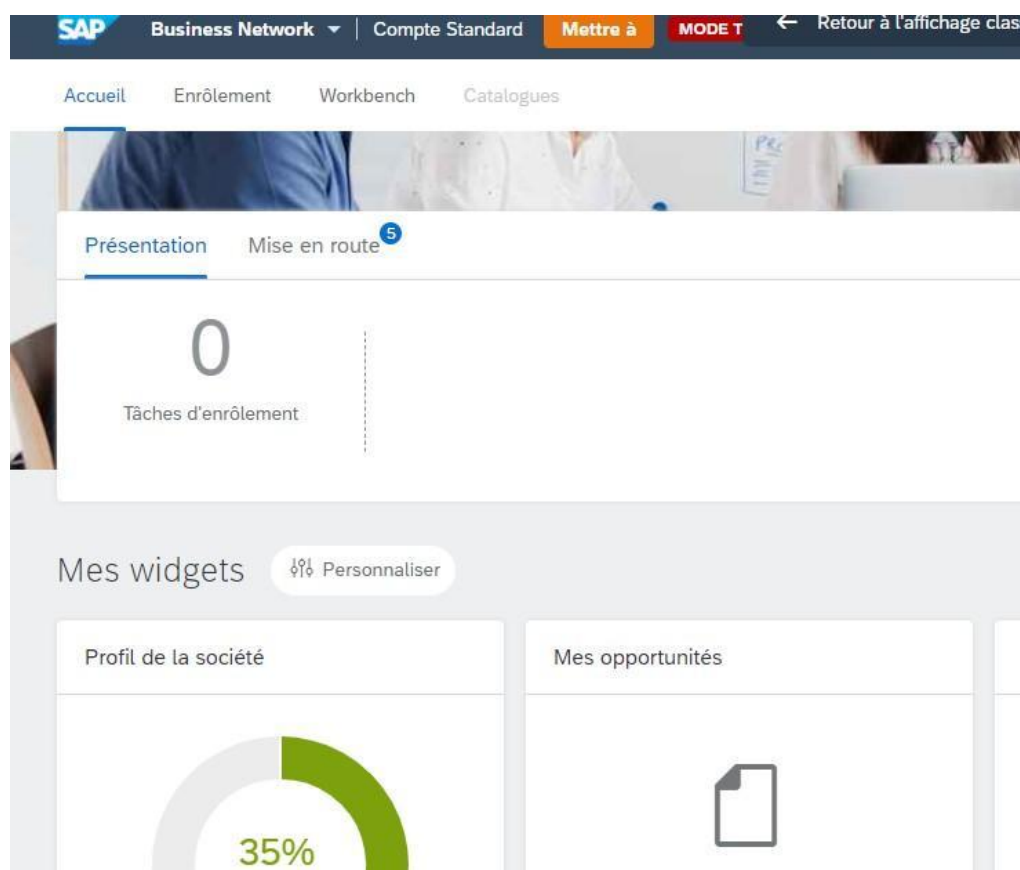 SAP Business Network Compte Standard Mettre à MODE T ← Retour à l'affichage clas
Accueil Enrôlement Workbench Catalogues
Présentation Mise en route 5
0
Tâches d'enrôlement
Mes widgets Personnaliser
Profil de la société Mes opportunités
35%